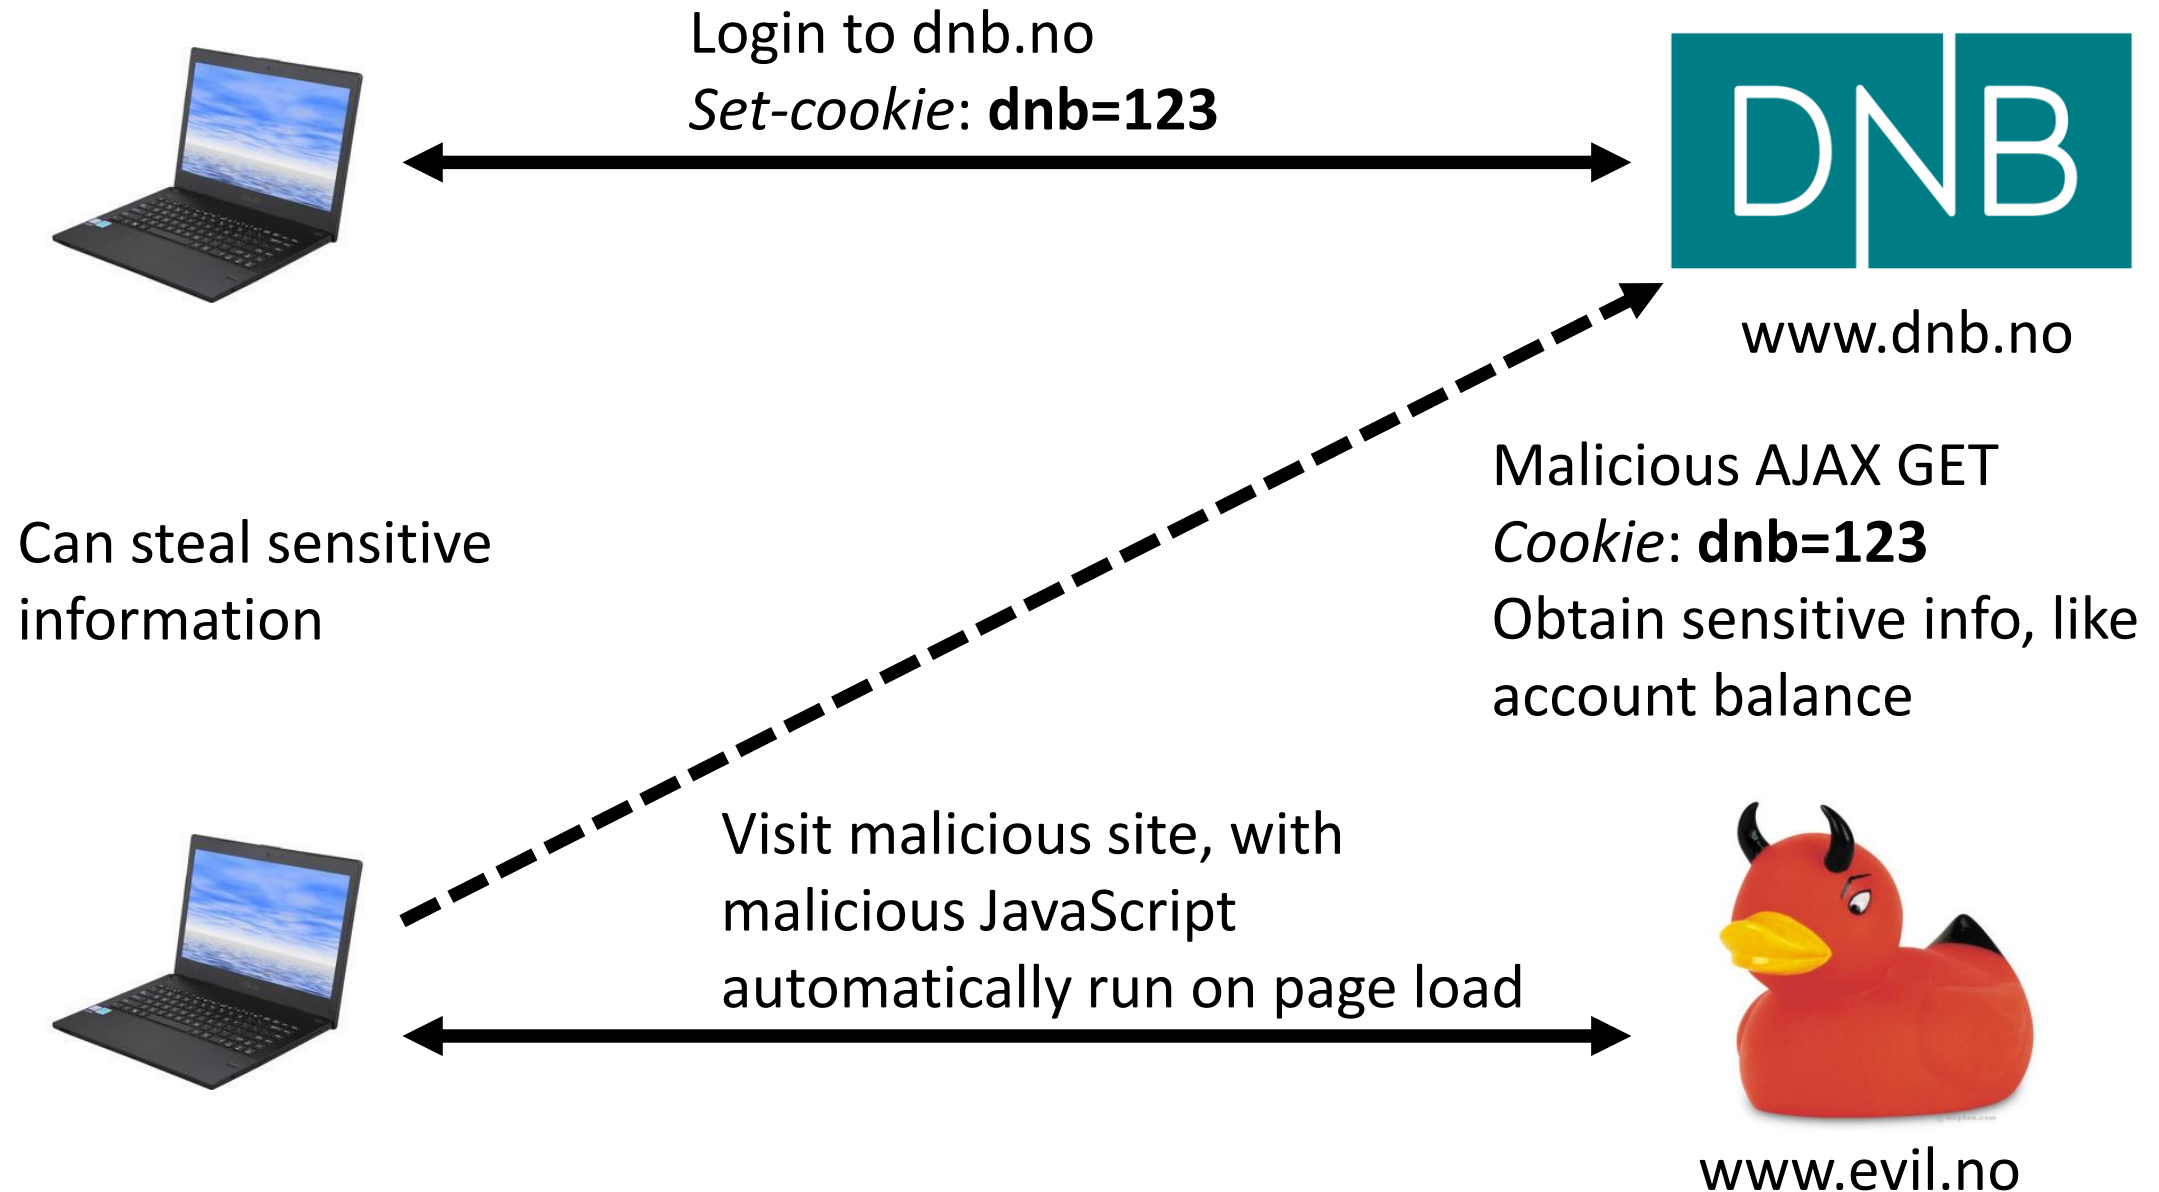 Login to dnb.no
Set-cookie: dnb=123
DNB
www.dnb.no
Malicious AJAX GET
Cookie: dnb=123
Obtain sensitive info, like
account balance
Can steal sensitive
information
Visit malicious site, with
malicious JavaScript
automatically run on page load
www.evil.no